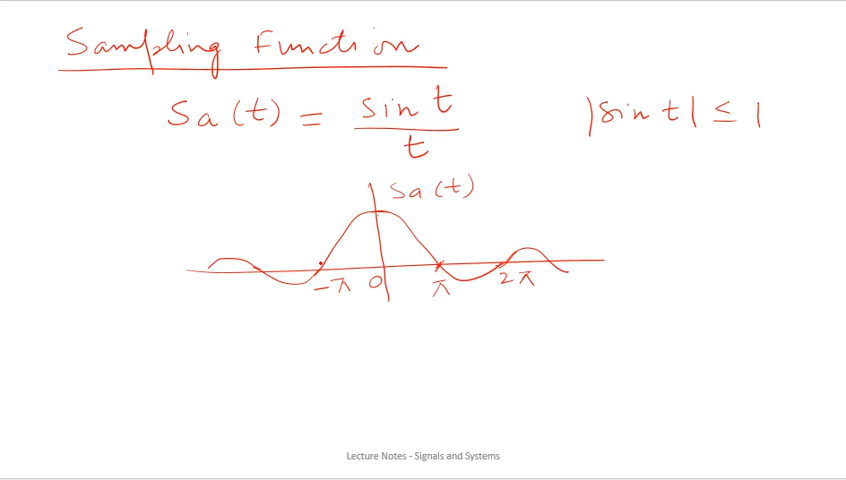 Sampling Function
Sa(t) = sin t / t
|sin t| ≤ 1
Sa(t)
-π 0 π 2π
Lecture Notes - Signals and Systems